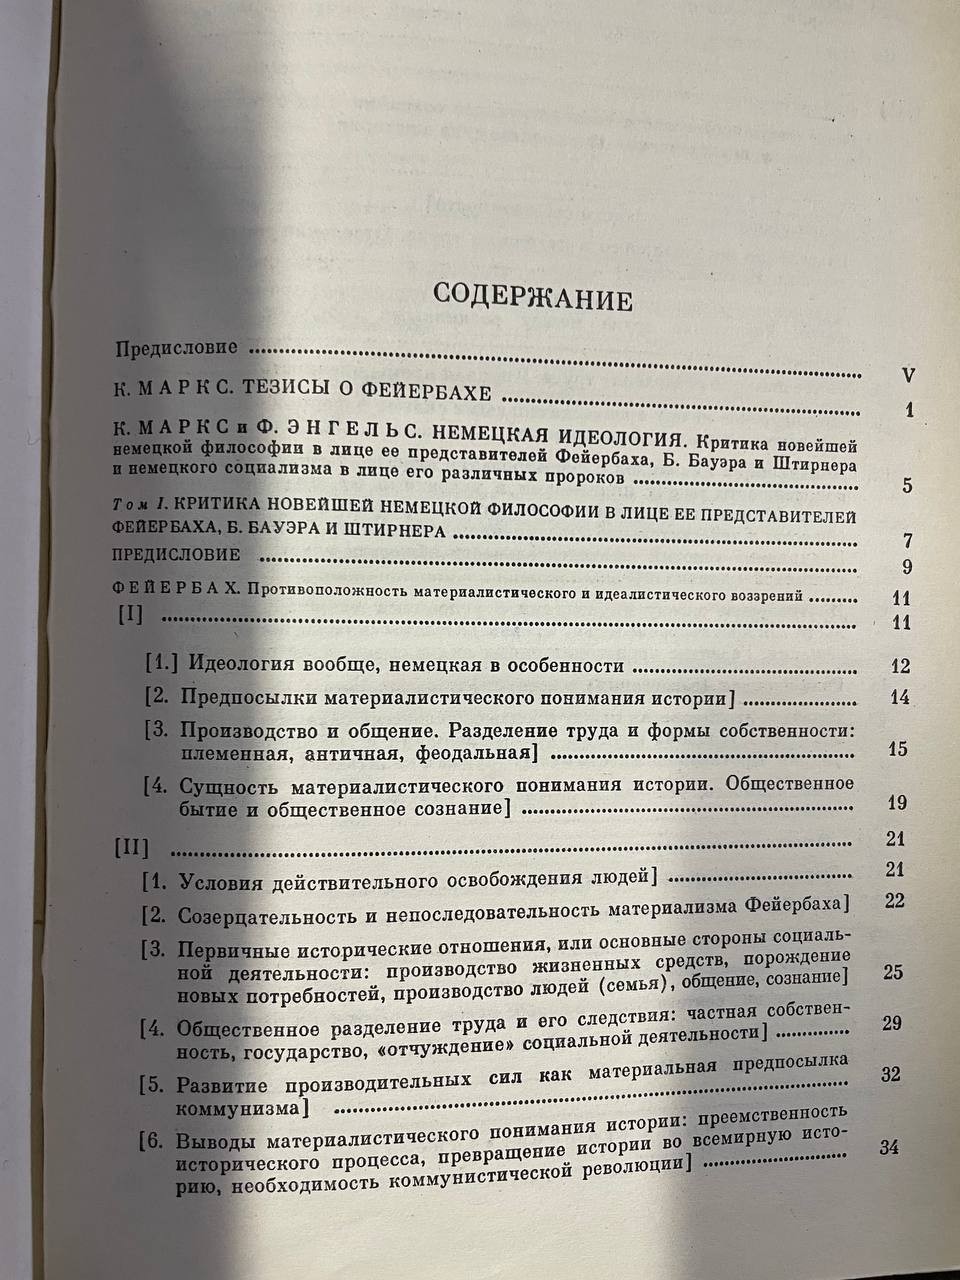 СОДЕРЖАНИЕ
Предисловие ........ V
К. МАРКС. ТЕЗИСЫ О ФЕЙЕРБАХЕ ........ 1
К. МАРКС и Ф. ЭНГЕЛЬС. НЕМЕЦКАЯ ИДЕОЛОГИЯ. Критика новейшей
немецкой философии в лице ее представителей Фейербаха, Б. Бауэра и Штирнера
и немецкого социализма в лице его различных пророков ........ 5
Том I. КРИТИКА НОВЕЙШЕЙ НЕМЕЦКОЙ ФИЛОСОФИИ В ЛИЦЕ ЕЕ ПРЕДСТАВИТЕЛЕЙ
ФЕЙЕРБАХА, Б. БАУЭРА И ШТИРНЕРА ........ 7
ПРЕДИСЛОВИЕ ........ 9
ФЕЙЕРБАХ. Противоположность материалистического и идеалистического воззрений ........ 11
[I] ........ 11
[1.] Идеология вообще, немецкая в особенности ........ 12
[2. Предпосылки материалистического понимания истории] ........ 14
[3. Производство и общение. Разделение труда и формы собственности:
племенная, античная, феодальная] ........ 15
[4. Сущность материалистического понимания истории. Общественное
бытие и общественное сознание] ........ 19
[II] ........ 21
[1. Условия действительного освобождения людей] ........ 21
[2. Созерцательность и непоследовательность материализма Фейербаха] 22
[3. Первичные исторические отношения, или основные стороны социаль-
ной деятельности: производство жизненных средств, порождение
новых потребностей, производство людей (семья), общение, сознание] 25
[4. Общественное разделение труда и его следствия: частная собствен-
ность, государство, «отчуждение» социальной деятельности] ........ 29
[5. Развитие производительных сил как материальная предпосылка
коммунизма] ........ 32
[6. Выводы материалистического понимания истории: преемственность
исторического процесса, превращение истории во всемирную исто-
рию, необходимость коммунистической революции] ........ 34